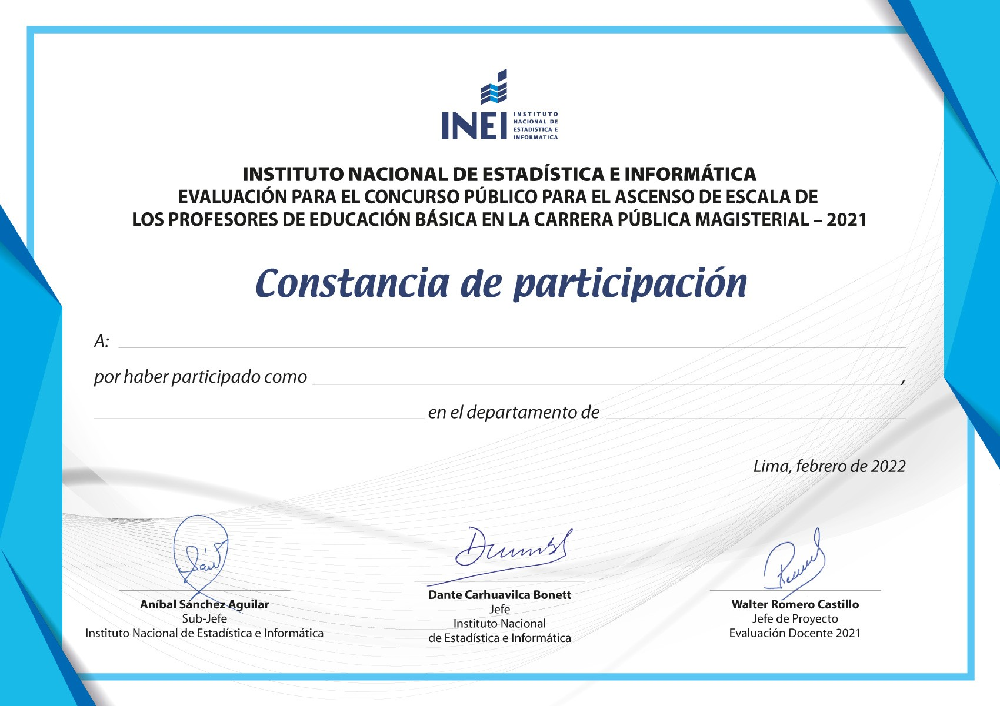 INEI
INSTITUTO
NACIONAL DE
ESTADISTICA E
INFORMATICA
INSTITUTO NACIONAL DE ESTADÍSTICA E INFORMÁTICA
EVALUACIÓN PARA EL CONCURSO PÚBLICO PARA EL ASCENSO DE ESCALA DE
LOS PROFESORES DE EDUCACIÓN BÁSICA EN LA CARRERA PÚBLICA MAGISTERIAL – 2021
Constancia de participación
A:
por haber participado como ,
en el departamento de
Lima, febrero de 2022
Aníbal Sánchez Aguilar
Sub-Jefe
Instituto Nacional de Estadística e Informática
Dante Carhuavilca Bonett
Jefe
Instituto Nacional
de Estadística e Informática
Walter Romero Castillo
Jefe de Proyecto
Evaluación Docente 2021